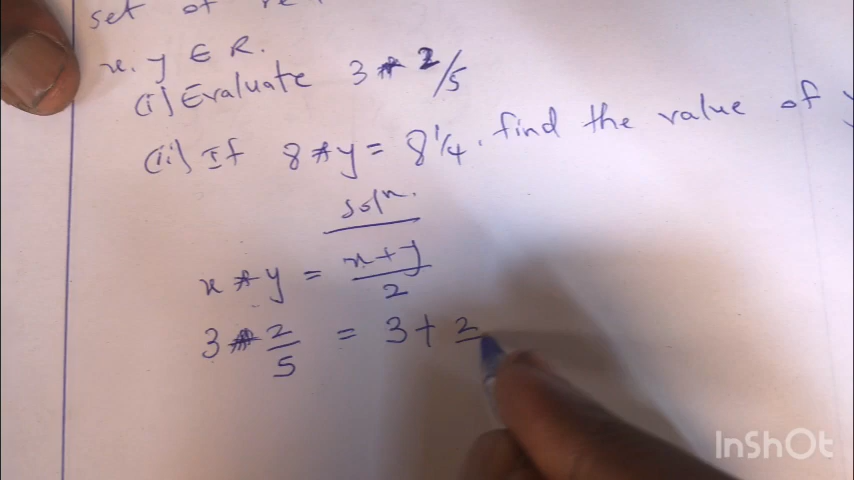 set of
x, y ∈ R.
(i) Evaluate 3 * 2/5
(ii) If 8 * y = 8 1/4, find the value of y
Solⁿ.
x * y = x + y / 2
3 * 2/5 = 3 + 2
InShOt